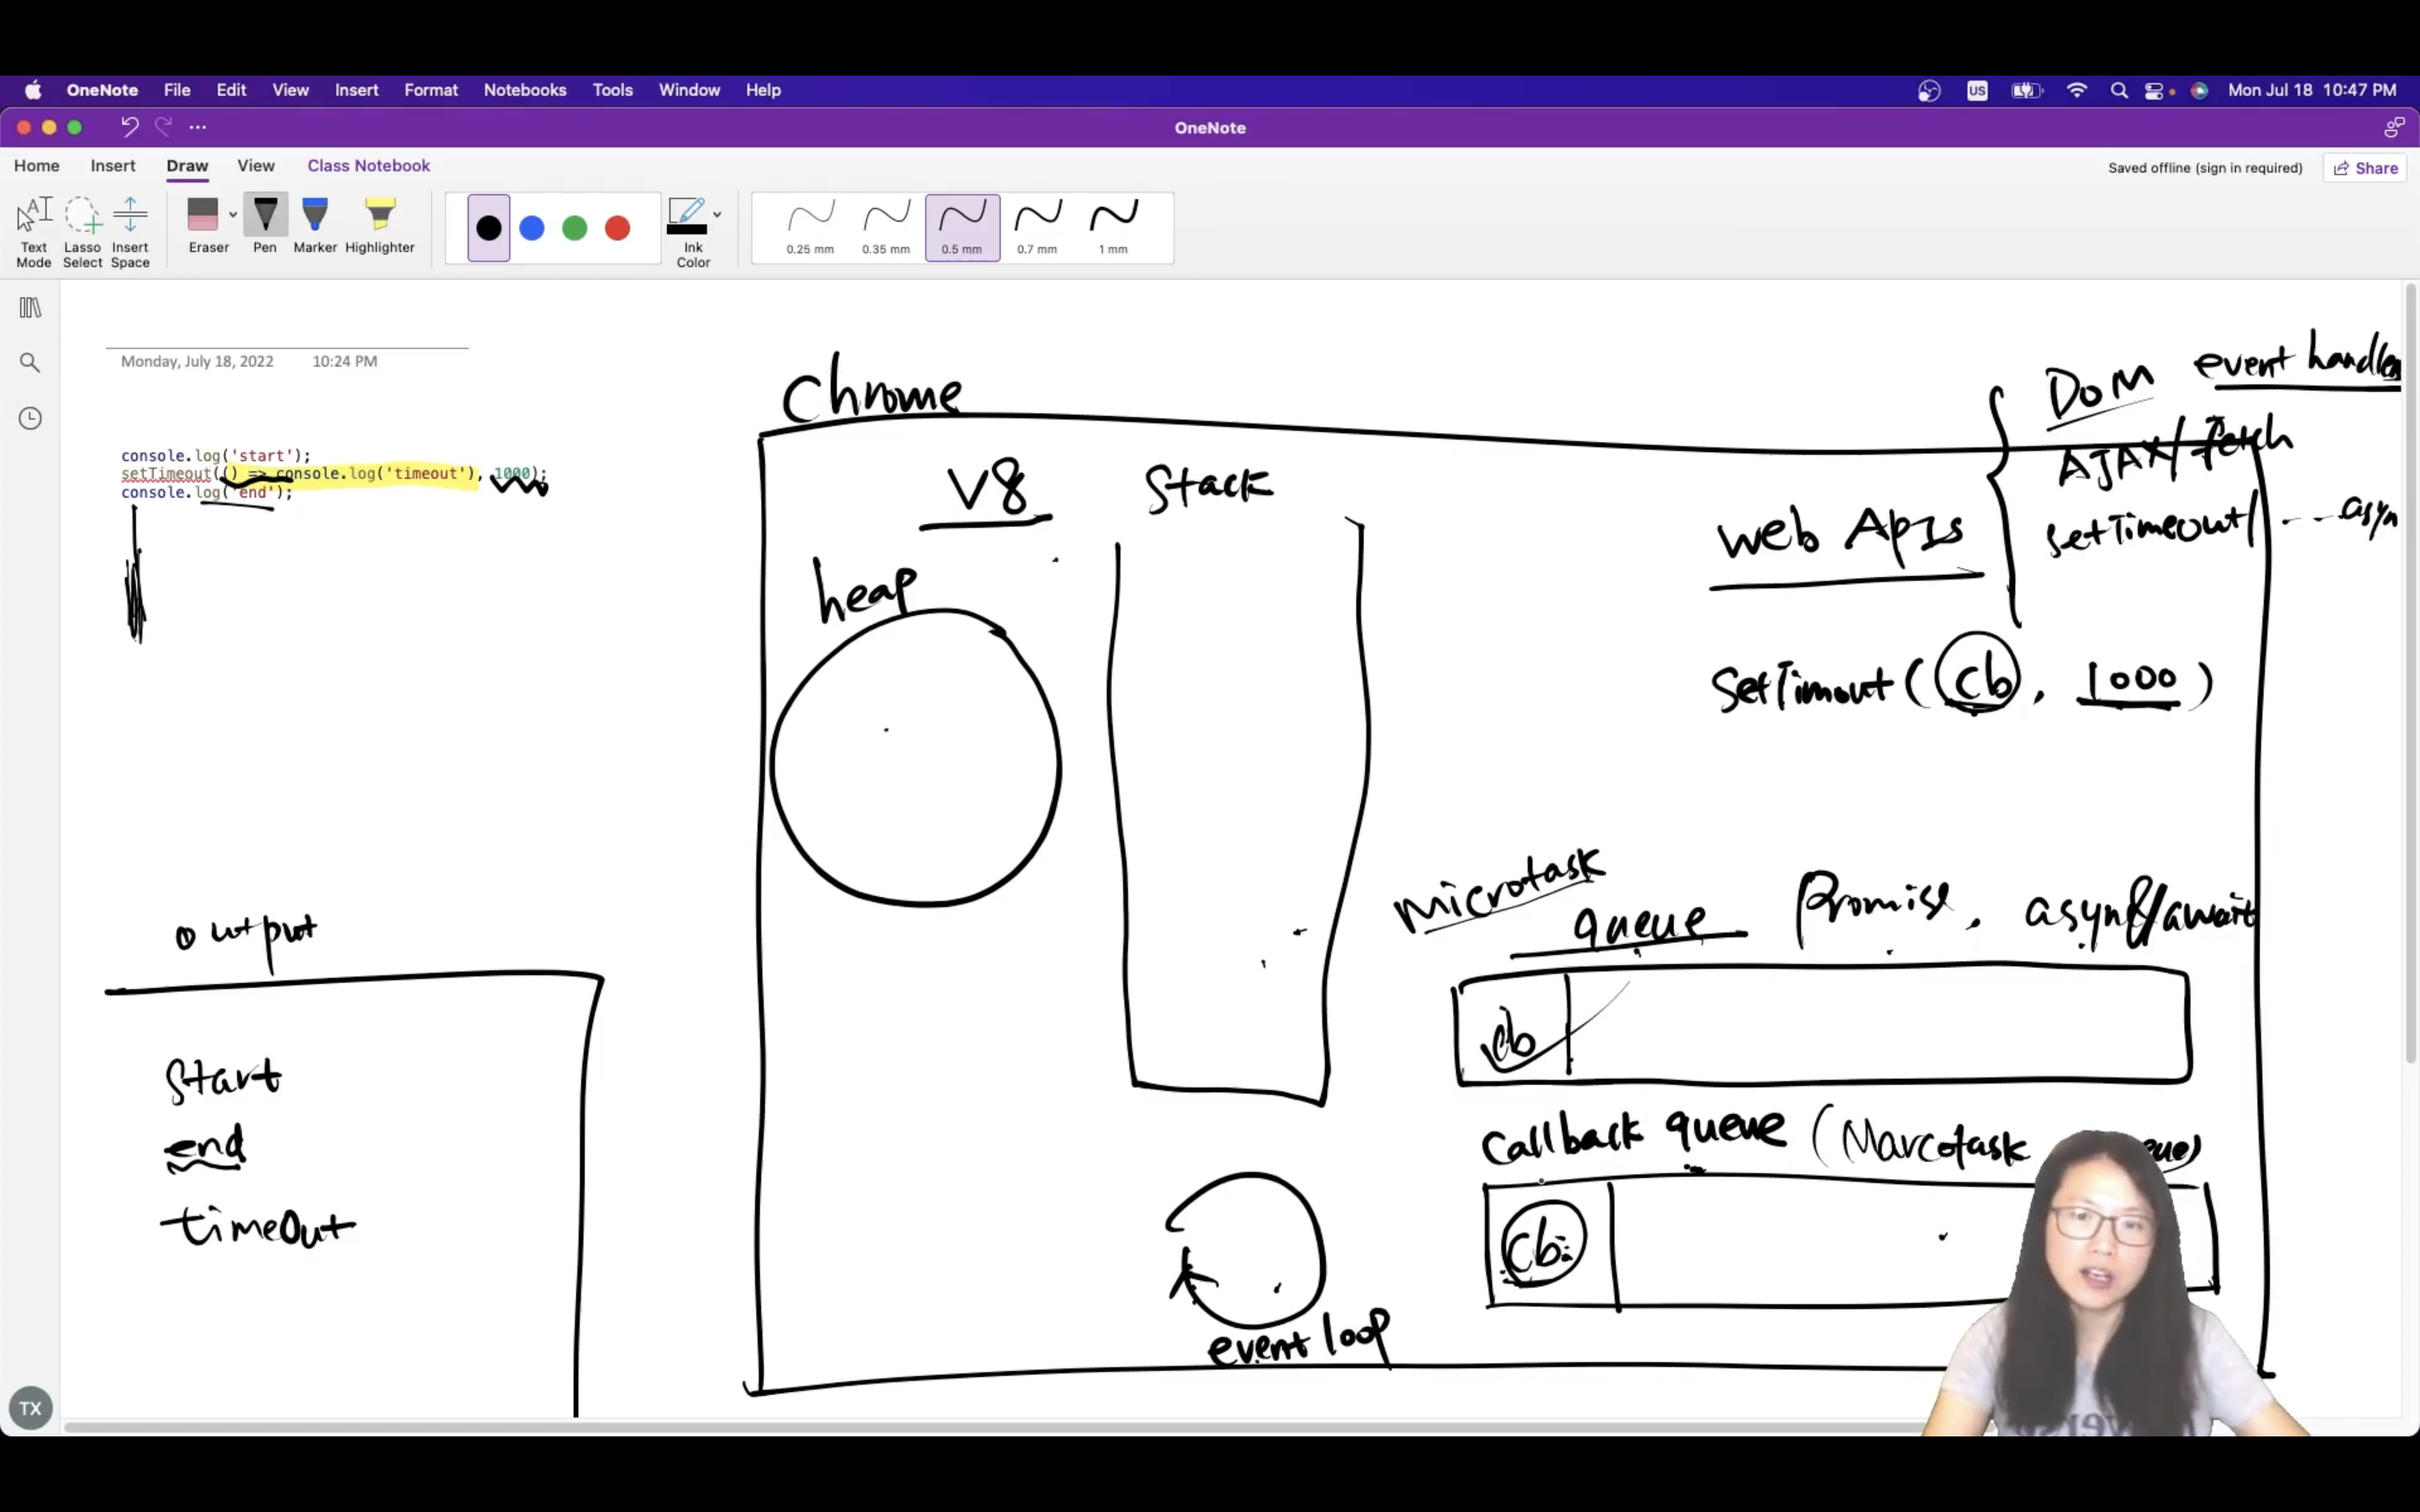 OneNote File Edit View Insert Format Notebooks Tools Window Help US Mon Jul 18 10:47 PM
OneNote
Home Insert Draw View Class Notebook Saved offline (sign in required) Share
Text Mode Lasso Select Insert Space Eraser Pen Marker Highlighter Ink Color 0.25 mm 0.35 mm 0.5 mm 0.7 mm 1 mm
Monday, July 18, 2022 10:24 PM
console.log('start');
setTimeout(() => console.log('timeout'), 1000);
console.log('end');
output
Start
end
timeOut
Chrome
V8
Stack
heap
web APIs
DOM event handler
AJAX/fetch
setTimeout/ ... asyn
SetTimout (cb, 1000)
microtask
queue Promise, async/await
cb
Callback queue (Marcotask
cb
event loop
TX